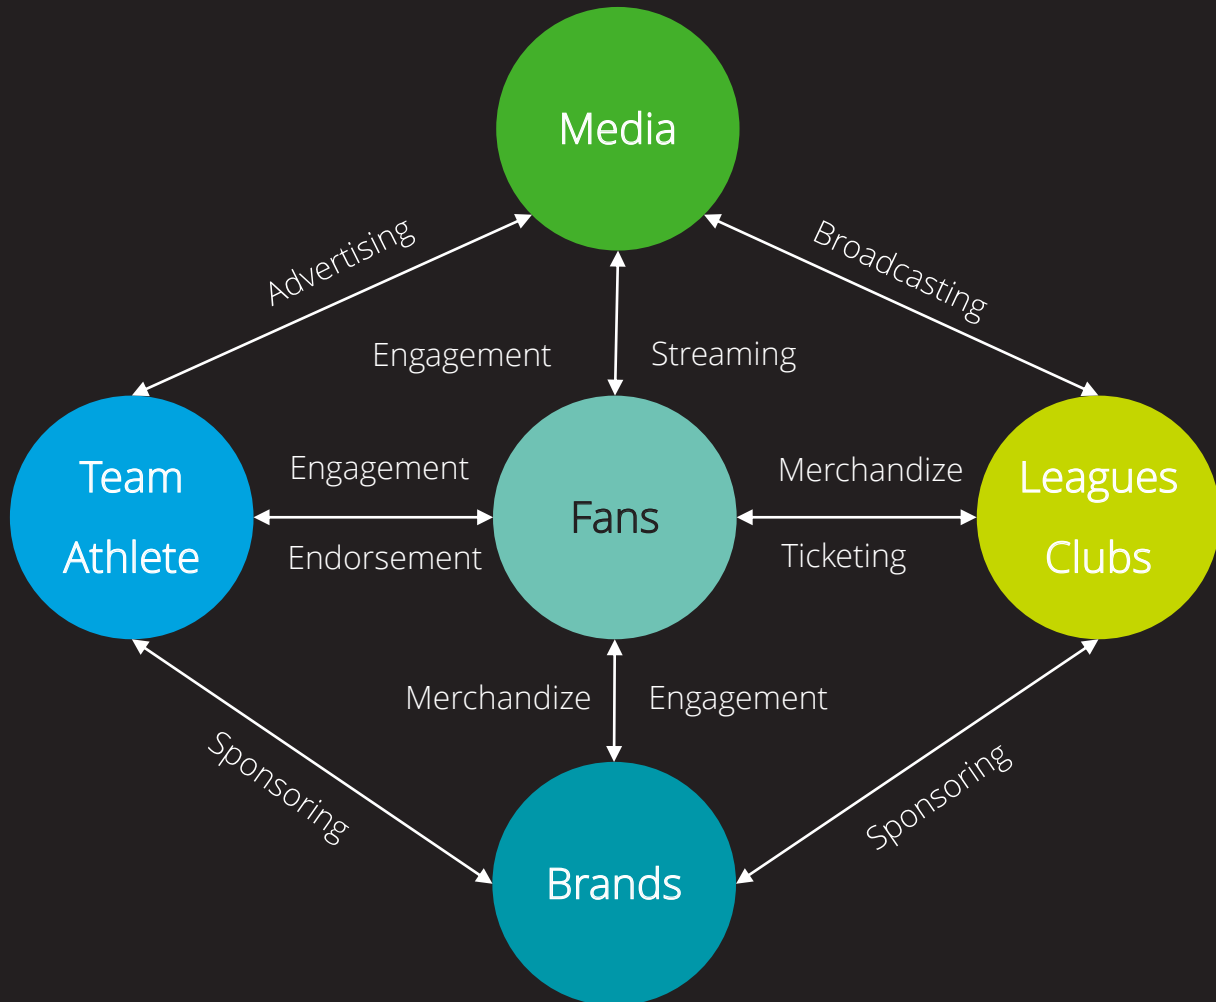 Media
Advertising
Broadcasting
Engagement
Streaming
Team
Athlete
Engagement
Endorsement
Fans
Merchandize
Ticketing
Leagues
Clubs
Merchandize
Engagement
Sponsoring
Sponsoring
Brands